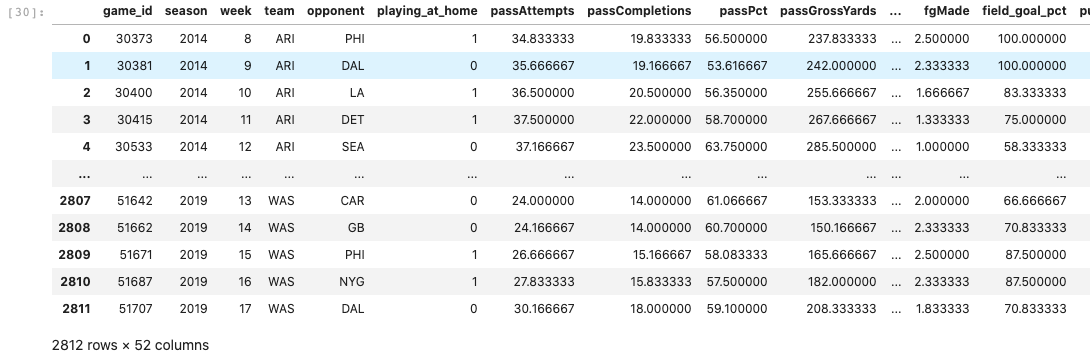 [30]: game_id season week team opponent playing_at_home passAttempts passCompletions passPct passGrossYards ... fgMade field_goal_pct
0 30373 2014 8 ARI PHI 1 34.833333 19.833333 56.500000 237.833333 ... 2.500000 100.000000
1 30381 2014 9 ARI DAL 0 35.666667 19.166667 53.616667 242.000000 ... 2.333333 100.000000
2 30400 2014 10 ARI LA 1 36.500000 20.500000 56.350000 255.666667 ... 1.666667 83.333333
3 30415 2014 11 ARI DET 1 37.500000 22.000000 58.700000 267.666667 ... 1.333333 75.000000
4 30533 2014 12 ARI SEA 0 37.166667 23.500000 63.750000 285.500000 ... 1.000000 58.333333
... ... ... ... ... ... ... ... ... ... ... ... ... ...
2807 51642 2019 13 WAS CAR 0 24.000000 14.000000 61.066667 153.333333 ... 2.000000 66.666667
2808 51662 2019 14 WAS GB 0 24.166667 14.000000 60.700000 150.166667 ... 2.333333 70.833333
2809 51671 2019 15 WAS PHI 1 26.666667 15.166667 58.083333 165.666667 ... 2.500000 87.500000
2810 51687 2019 16 WAS NYG 1 27.833333 15.833333 57.500000 182.000000 ... 2.333333 87.500000
2811 51707 2019 17 WAS DAL 0 30.166667 18.000000 59.100000 208.333333 ... 1.833333 70.833333
2812 rows × 52 columns